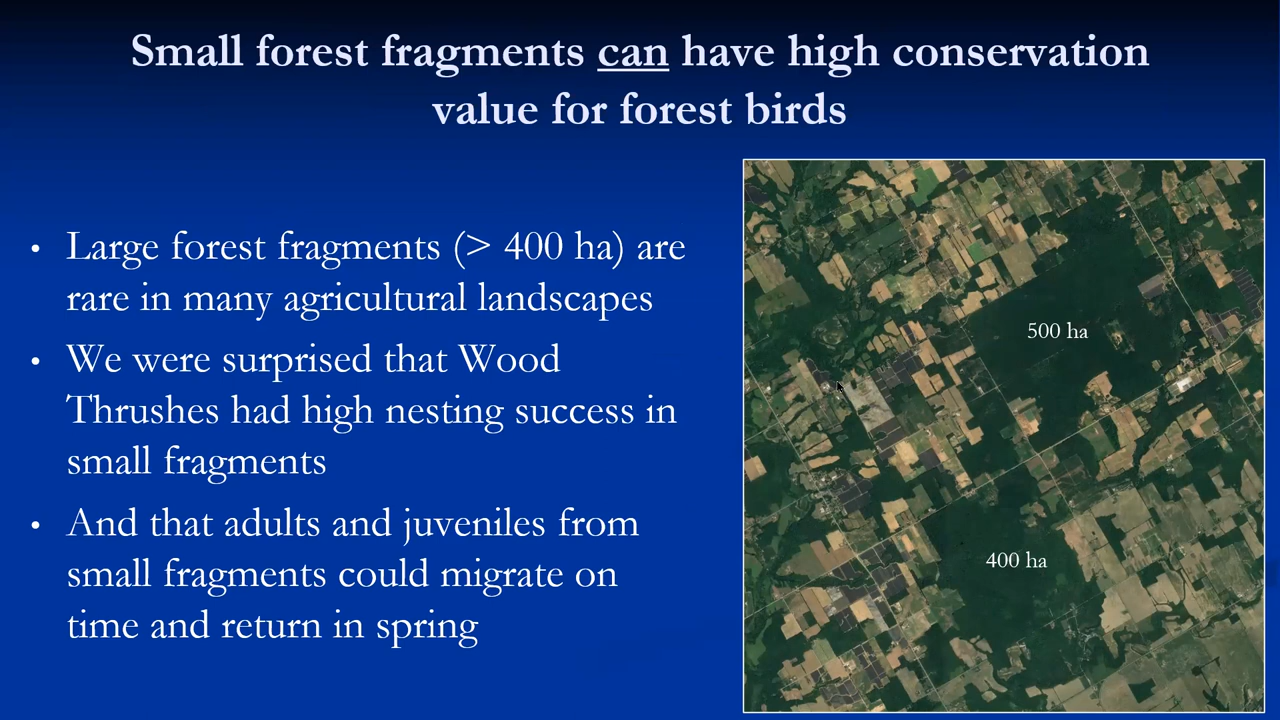 Small forest fragments can have high conservation
value for forest birds
• Large forest fragments (> 400 ha) are
rare in many agricultural landscapes
• We were surprised that Wood
Thrushes had high nesting success in
small fragments
• And that adults and juveniles from
small fragments could migrate on
time and return in spring
500 ha
400 ha